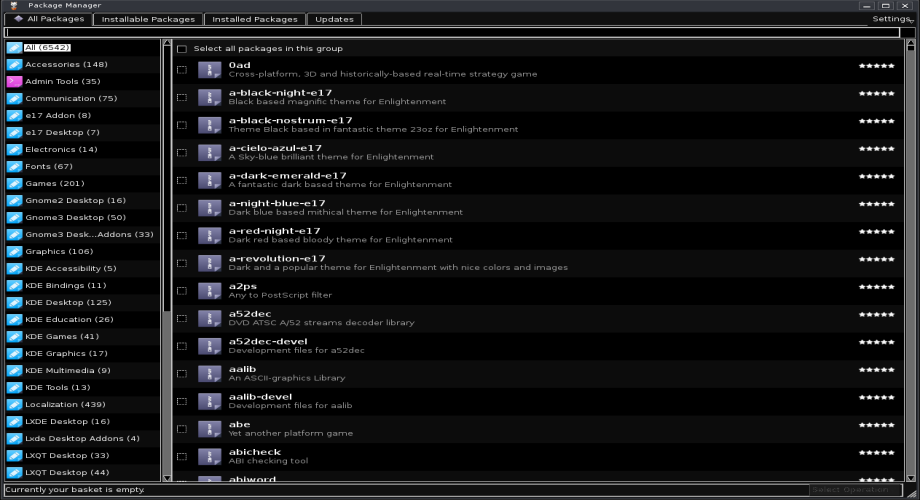 Package Manager
All Packages
Installable Packages
Installed Packages
Updates
Settings
All (6542)
Accessories (148)
Admin Tools (35)
Communication (75)
e17 Addon (8)
e17 Desktop (7)
Electronics (14)
Fonts (67)
Games (201)
Gnome2 Desktop (16)
Gnome3 Desktop (50)
Gnome3 Desk...Addons (33)
Graphics (106)
KDE Accessibility (5)
KDE Bindings (11)
KDE Desktop (125)
KDE Education (26)
KDE Games (41)
KDE Graphics (17)
KDE Multimedia (9)
KDE Tools (13)
Localization (439)
LXDE Desktop (16)
Lxde Desktop Addons (4)
LXQT Desktop (33)
LXQT Desktop (44)
Select all packages in this group
0ad
Cross-platform, 3D and historically-based real-time strategy game
a-black-night-e17
Black based magnific theme for Enlightenment
a-black-nostrum-e17
Theme Black based in fantastic theme 23oz for Enlightenment
a-cielo-azul-e17
A Sky-blue brilliant theme for Enlightenment
a-dark-emerald-e17
A fantastic dark based theme for Enlightenment
a-night-blue-e17
Dark blue based mithical theme for Enlightenment
a-red-night-e17
Dark red based bloody theme for Enlightenment
a-revolution-e17
Dark and a popular theme for Enlightenment with nice colors and images
a2ps
Any to PostScript filter
a52dec
DVD ATSC A/52 streams decoder library
a52dec-devel
Development files for a52dec
aalib
An ASCII-graphics Library
aalib-devel
Development files for aalib
abe
Yet another platform game
abicheck
ABI checking tool
abiword
Currently your basket is empty.
Select Operation